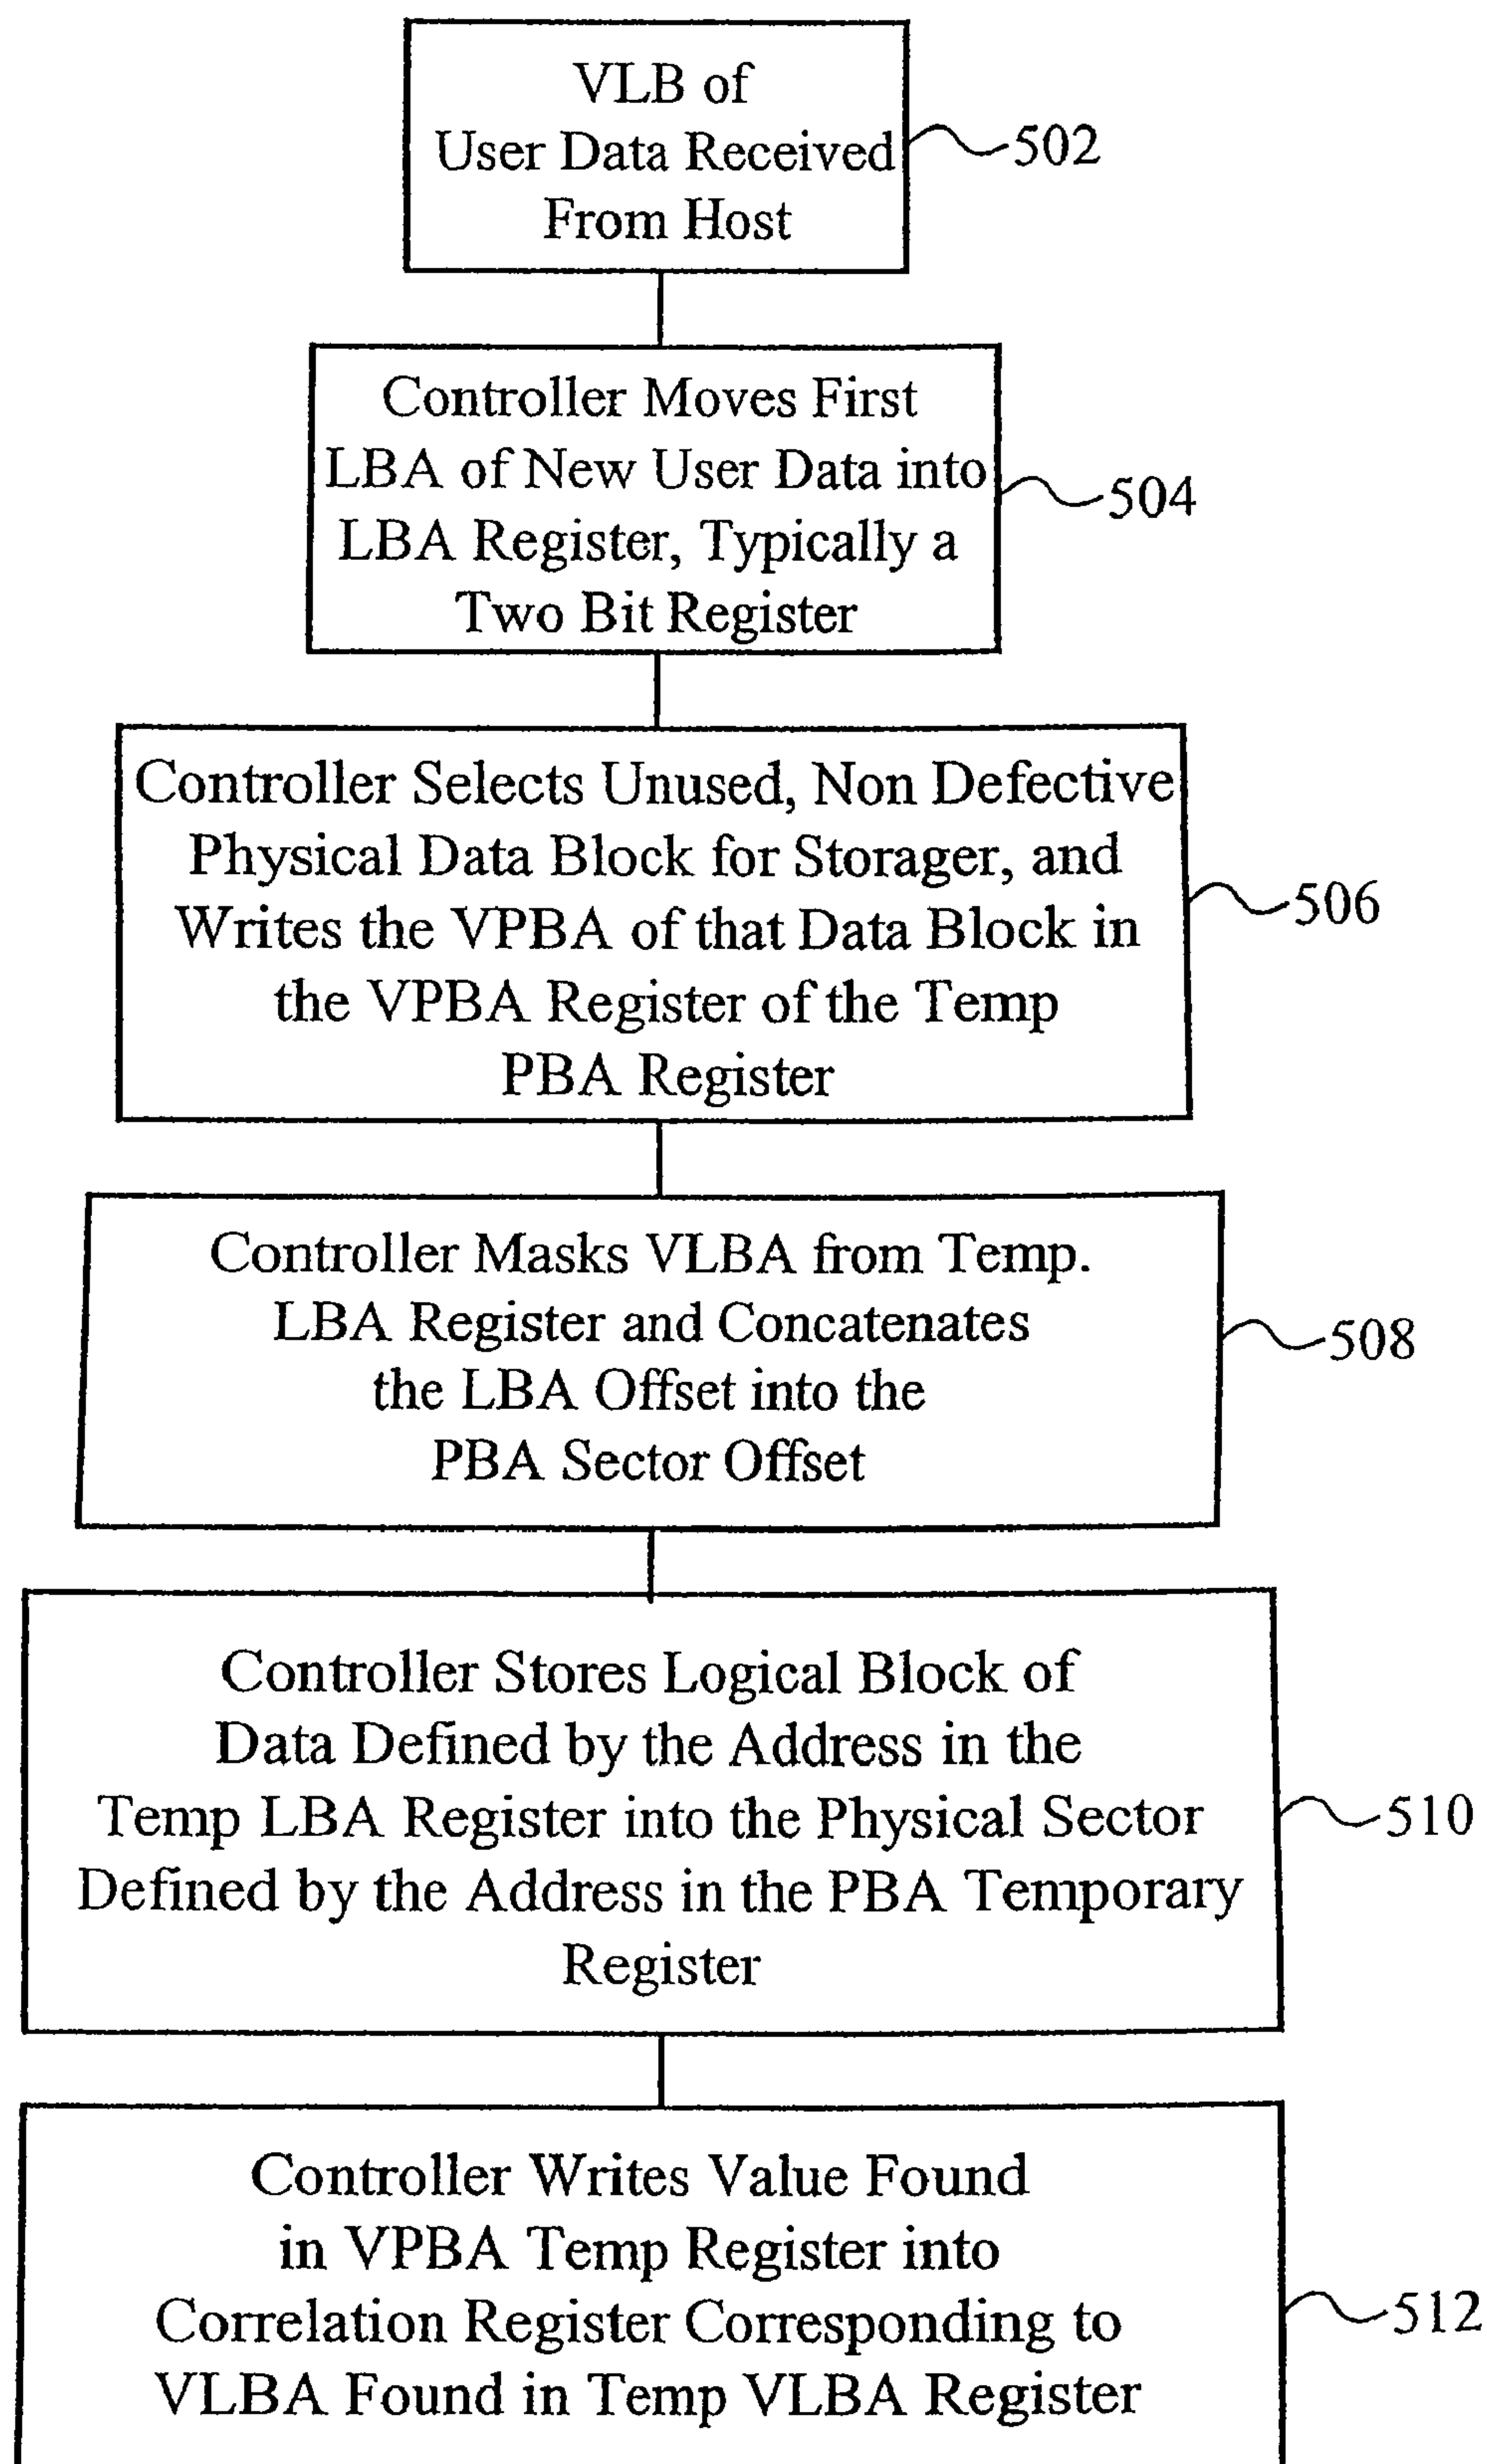 VLB of
User Data Received
From Host
502
Controller Moves First
LBA of New User Data into
LBA Register, Typically a
Two Bit Register
504
Controller Selects Unused, Non Defective
Physical Data Block for Storager, and
Writes the VPBA of that Data Block in
the VPBA Register of the Temp
PBA Register
506
Controller Masks VLBA from Temp.
LBA Register and Concatenates
the LBA Offset into the
PBA Sector Offset
508
Controller Stores Logical Block of
Data Defined by the Address in the
Temp LBA Register into the Physical Sector
Defined by the Address in the PBA Temporary
Register
510
Controller Writes Value Found
in VPBA Temp Register into
Correlation Register Corresponding to
VLBA Found in Temp VLBA Register
512